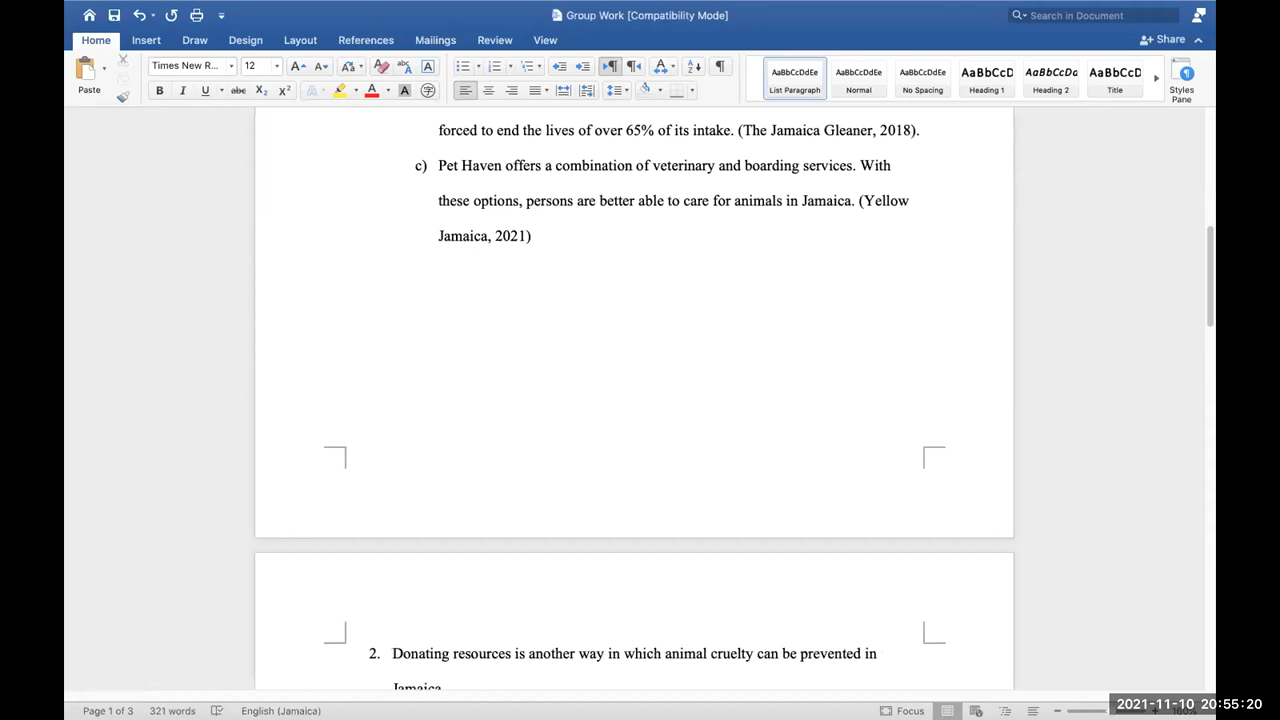 Group Work [Compatibility Mode]
Search in Document
Home Insert Draw Design Layout References Mailings Review View
Share
Paste
Times New R... 12
AaBbCcDdEe AaBbCcDdEe AaBbCcDdEe AaBbCcD AaBbCcDd AaBbCcD
List Paragraph Normal No Spacing Heading 1 Heading 2 Title
Styles Pane
forced to end the lives of over 65% of its intake. (The Jamaica Gleaner, 2018).
c) Pet Haven offers a combination of veterinary and boarding services. With
these options, persons are better able to care for animals in Jamaica. (Yellow
Jamaica, 2021)
2. Donating resources is another way in which animal cruelty can be prevented in
Jamaica
Page 1 of 3 321 words English (Jamaica) Focus
2021-11-10 20:55:20